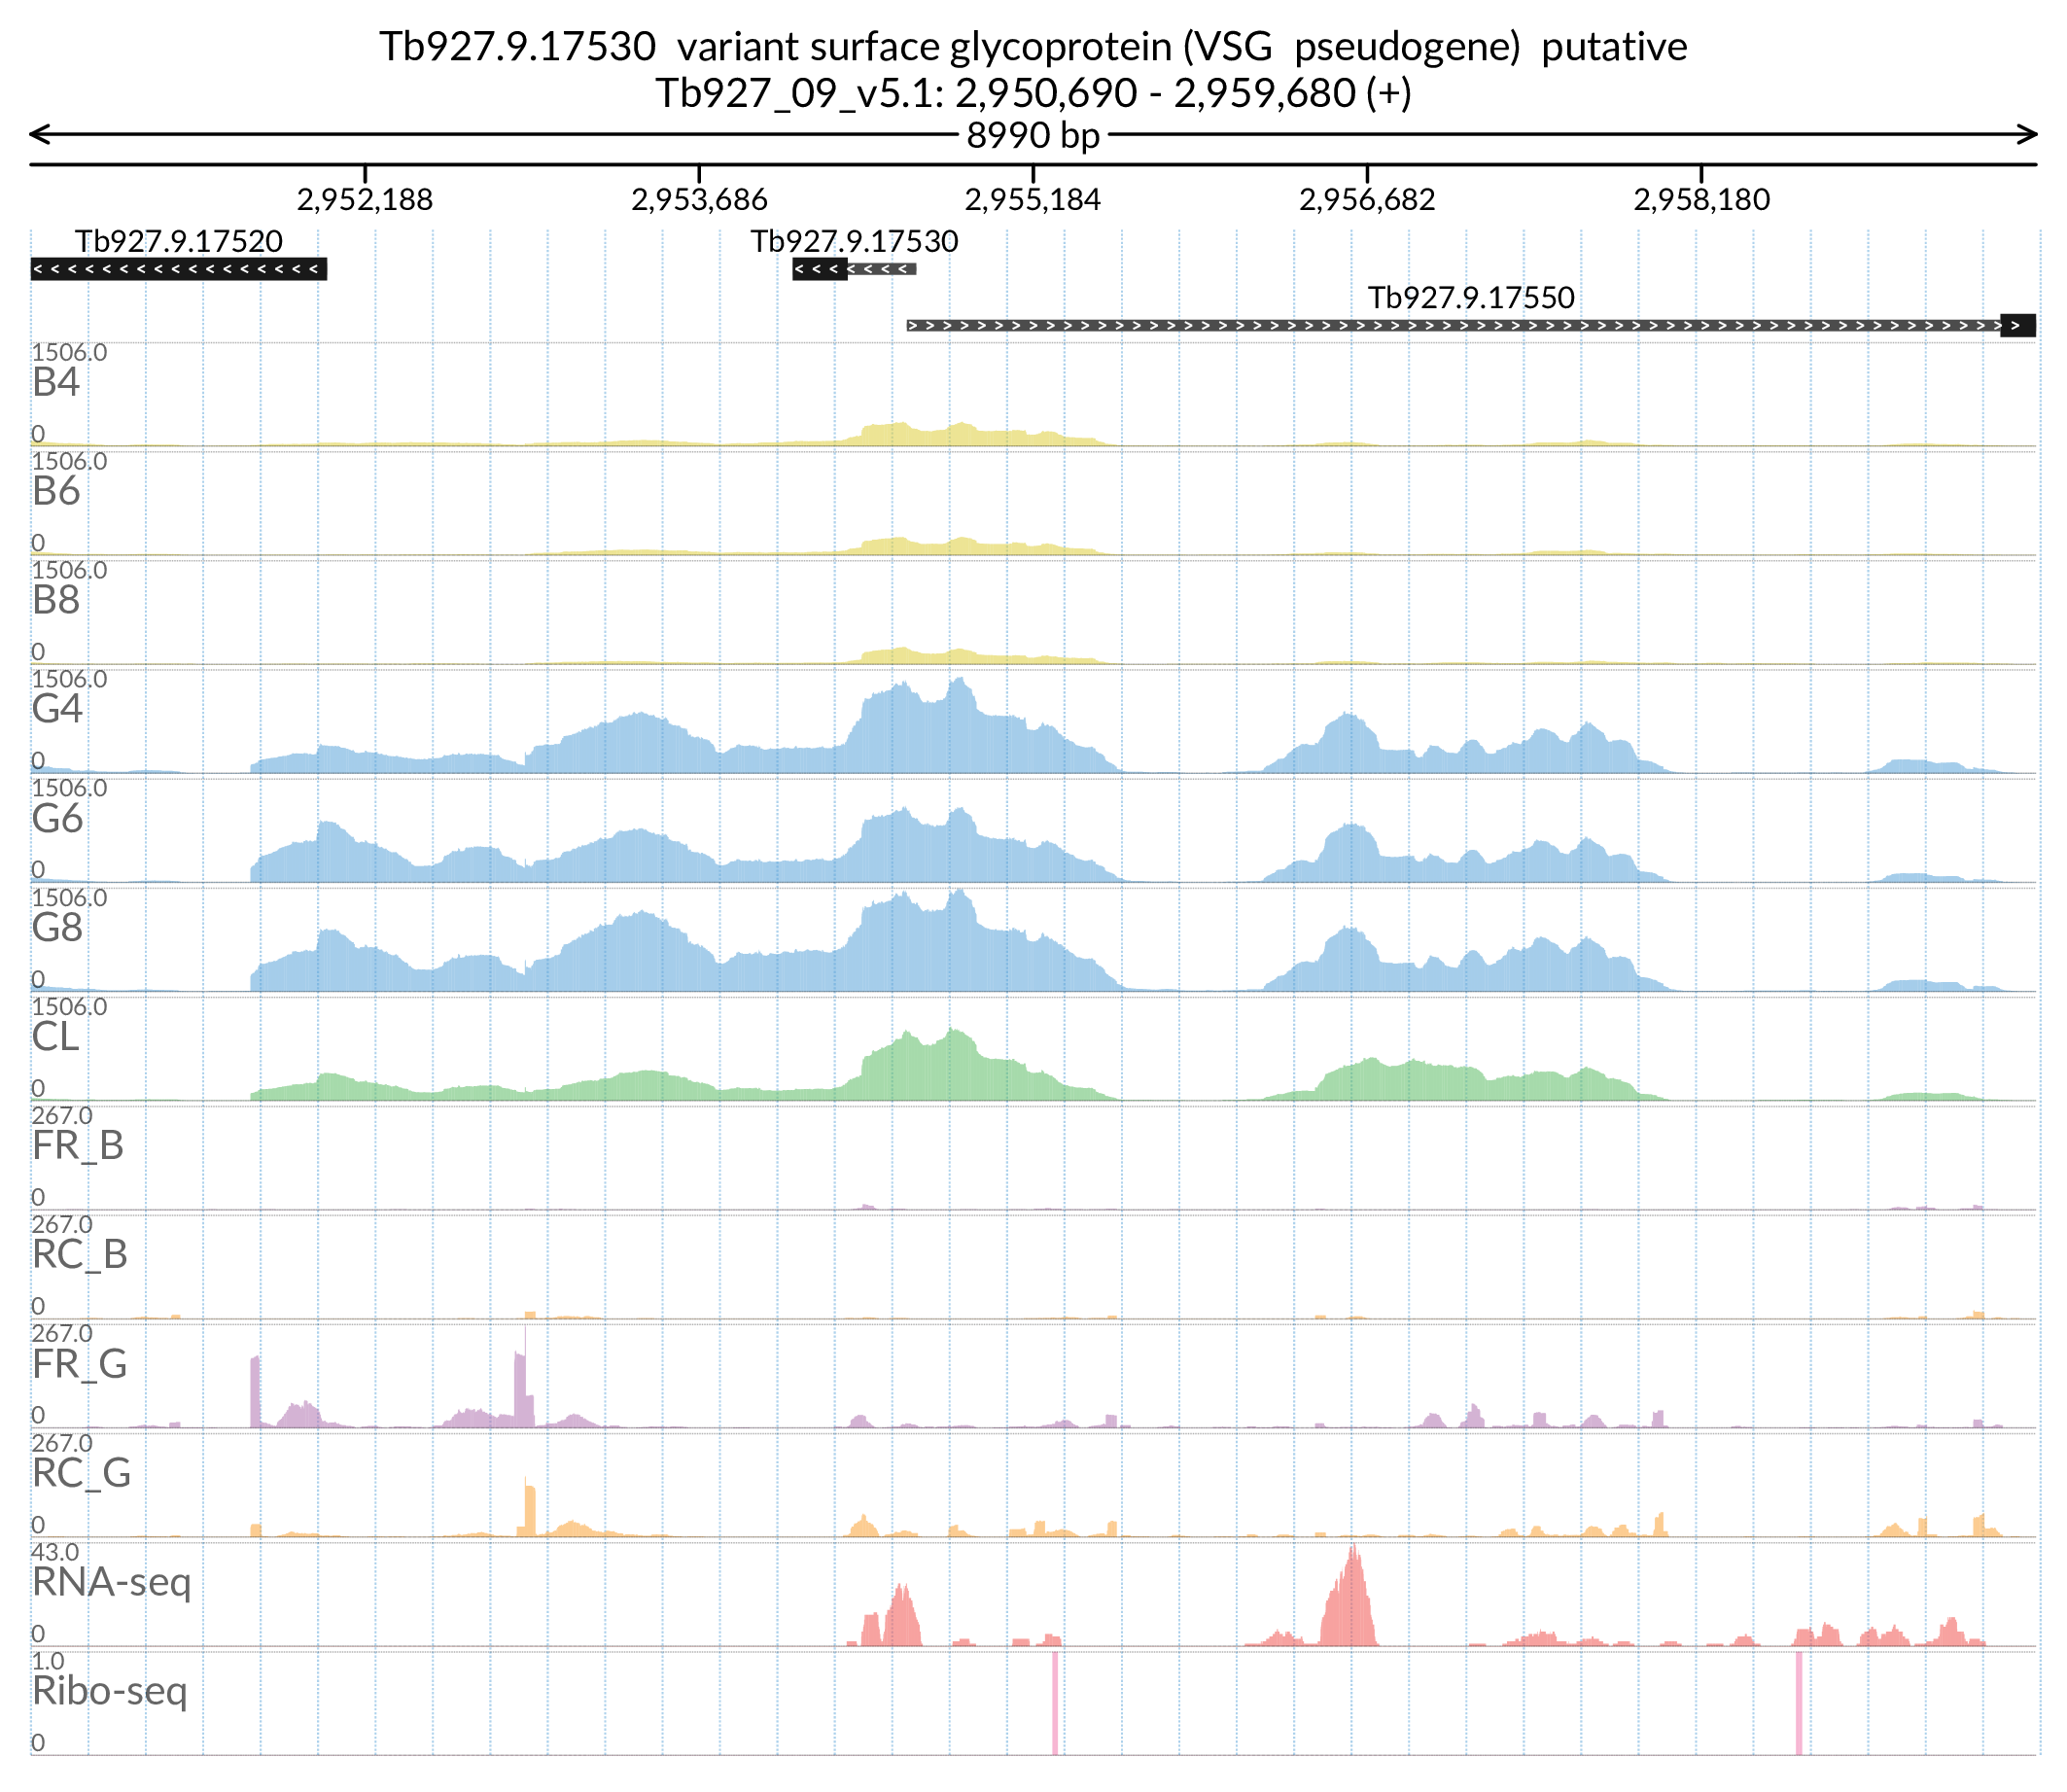 Tb927.9.17530  variant surface glycoprotein (VSG  pseudogene)  putative
Tb927_09_v5.1: 2,950,690 - 2,959,680 (+)
8990 bp
2,952,188 2,953,686 2,955,184 2,956,682 2,958,180
Tb927.9.17520 Tb927.9.17530
Tb927.9.17550
1506.0
B4
0
1506.0
B6
0
1506.0
B8
0
1506.0
G4
0
1506.0
G6
0
1506.0
G8
0
1506.0
CL
0
267.0
FR_B
0
267.0
RC_B
0
267.0
FR_G
0
267.0
RC_G
0
43.0
RNA-seq
0
1.0
Ribo-seq
0